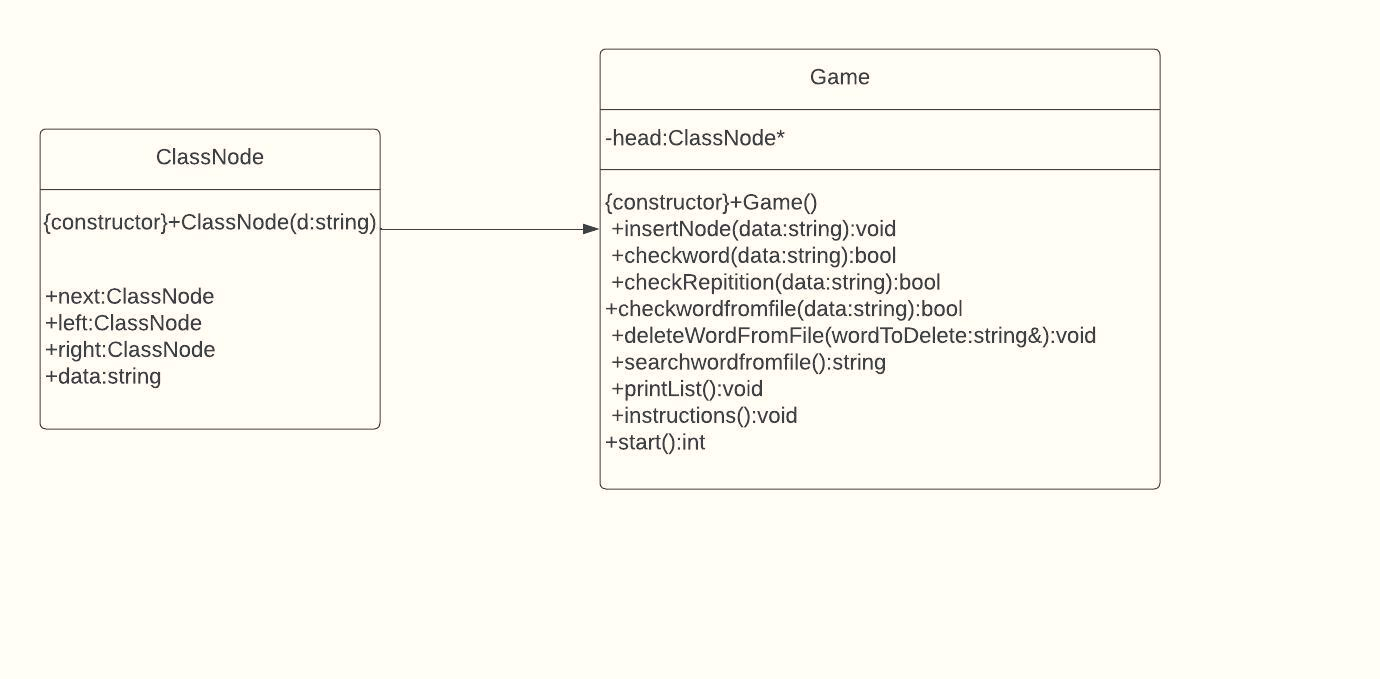 ClassNode
{constructor}+ClassNode(d:string)
+next:ClassNode
+left:ClassNode
+right:ClassNode
+data:string
Game
-head:ClassNode*
{constructor}+Game()
+insertNode(data:string):void
+checkword(data:string):bool
+checkRepitition(data:string):bool
+checkwordfromfile(data:string):bool
+deleteWordFromFile(wordToDelete:string&):void
+searchwordfromfile():string
+printList():void
+instructions():void
+start():int